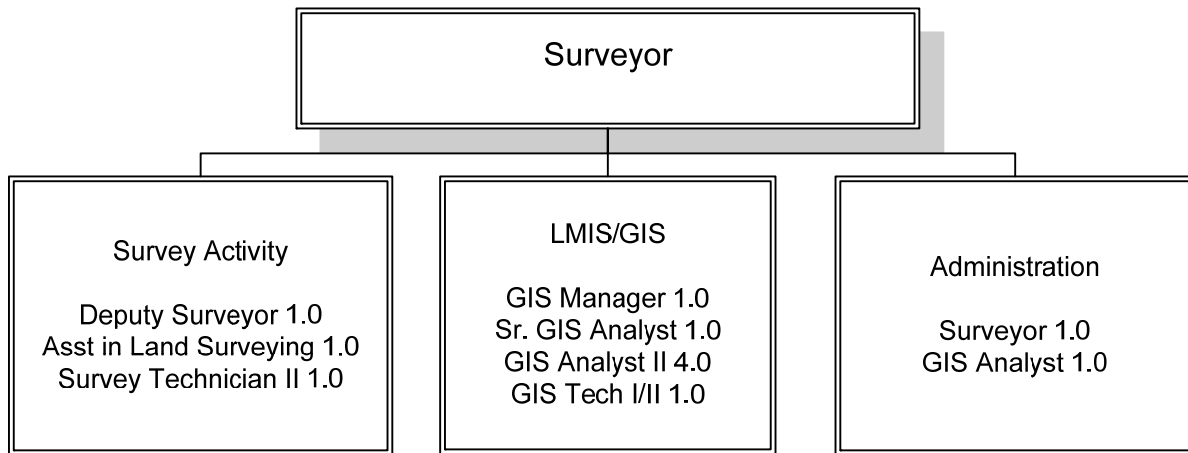 Surveyor
Survey Activity
Deputy Surveyor 1.0
Asst in Land Surveying 1.0
Survey Technician II 1.0
LMIS/GIS
GIS Manager 1.0
Sr. GIS Analyst 1.0
GIS Analyst II 4.0
GIS Tech I/II 1.0
Administration
Surveyor 1.0
GIS Analyst 1.0